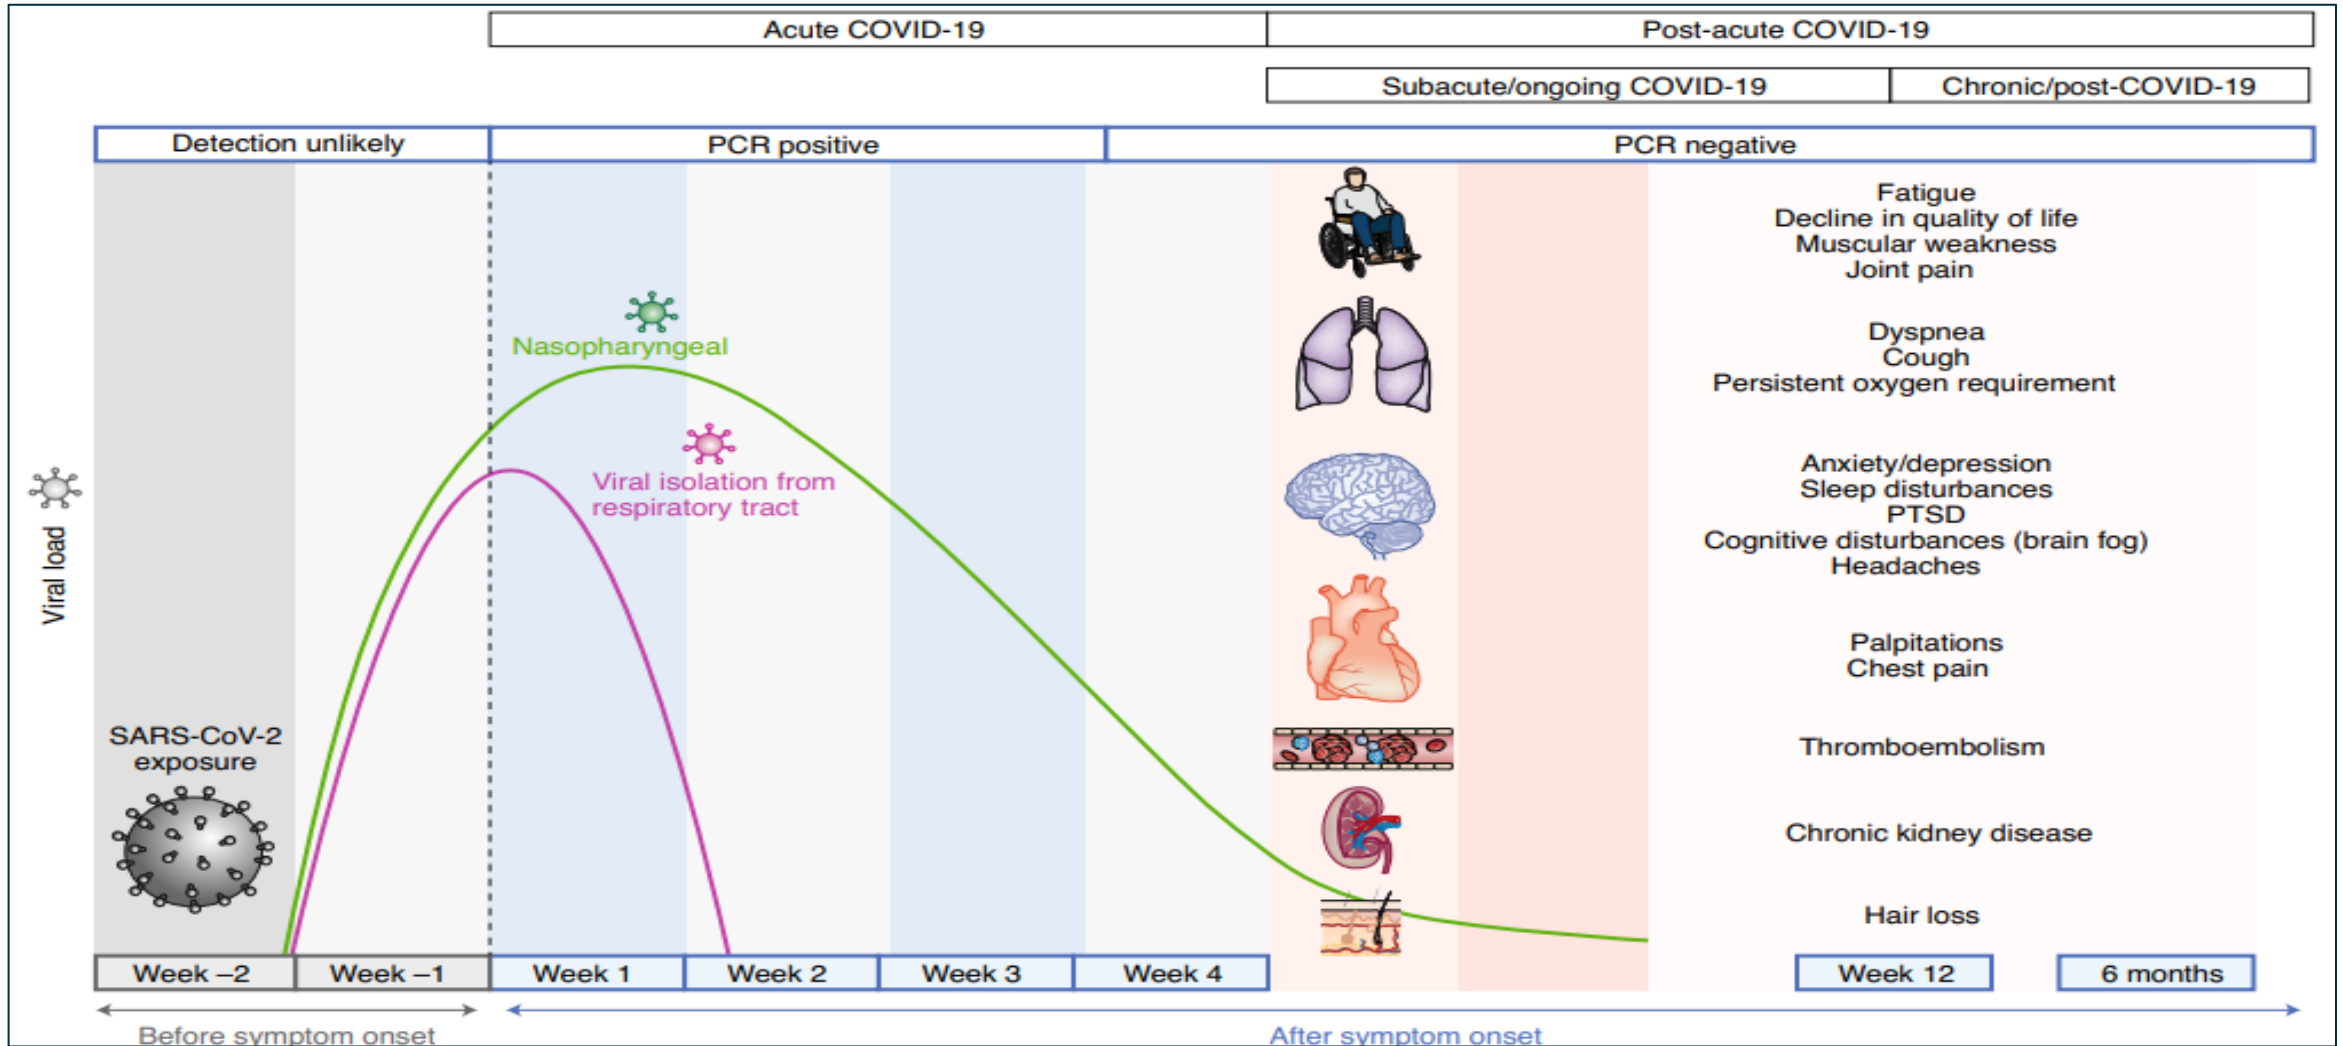 Acute COVID-19
Post-acute COVID-19
Subacute/ongoing COVID-19
Chronic/post-COVID-19
Detection unlikely
PCR positive
PCR negative
Fatigue
Decline in quality of life
Muscular weakness
Joint pain
Nasopharyngeal
Dyspnea
Cough
Persistent oxygen requirement
Viral isolation from
respiratory tract
Anxiety/depression
Sleep disturbances
PTSD
Cognitive disturbances (brain fog)
Headaches
Viral load
Palpitations
Chest pain
SARS-CoV-2
exposure
Thromboembolism
Chronic kidney disease
Hair loss
Week –2
Week –1
Week 1
Week 2
Week 3
Week 4
Week 12
6 months
Before symptom onset
After symptom onset